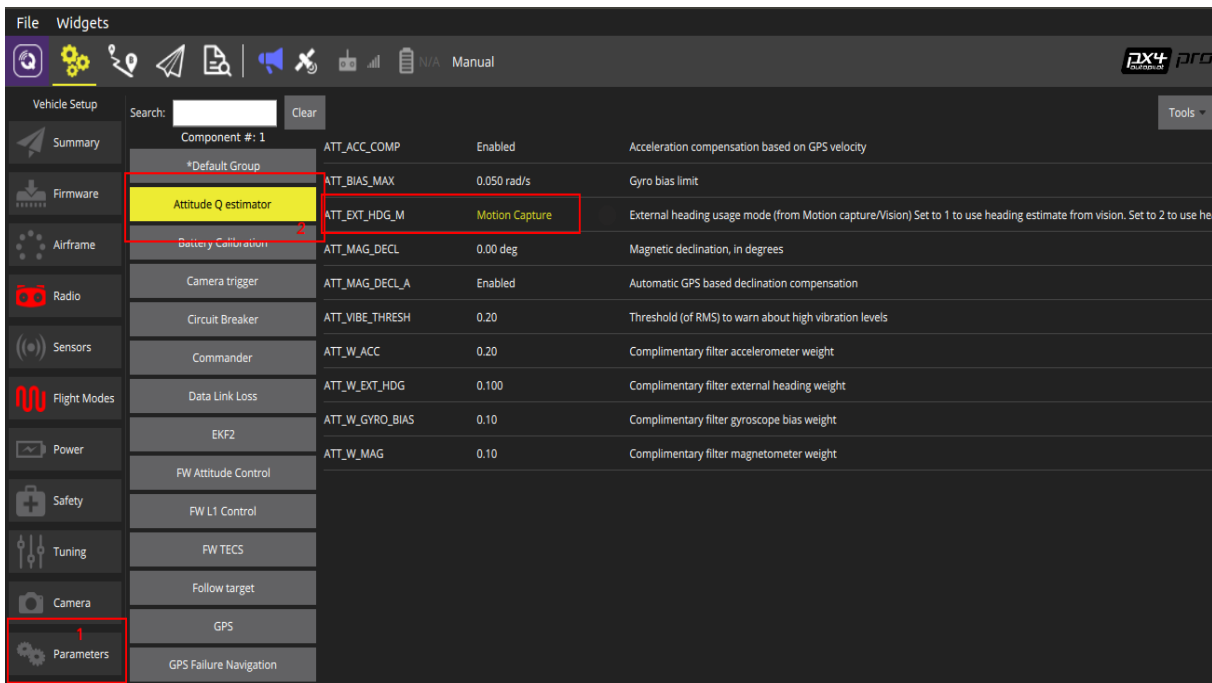 File Widgets
N/A Manual
px4 autopilot pro
Vehicle Setup
Search: Clear
Tools
Component #: 1
Summary
Firmware
Airframe
Radio
Sensors
Flight Modes
Power
Safety
Tuning
Camera
1
Parameters
*Default Group
Attitude Q estimator
2
Battery Calibration
Camera trigger
Circuit Breaker
Commander
Data Link Loss
EKF2
FW Attitude Control
FW L1 Control
FW TECS
Follow target
GPS
GPS Failure Navigation
ATT_ACC_COMP Enabled Acceleration compensation based on GPS velocity
ATT_BIAS_MAX 0.050 rad/s Gyro bias limit
ATT_EXT_HDG_M Motion Capture External heading usage mode (from Motion capture/Vision) Set to 1 to use heading estimate from vision. Set to 2 to use he
ATT_MAG_DECL 0.00 deg Magnetic declination, in degrees
ATT_MAG_DECL_A Enabled Automatic GPS based declination compensation
ATT_VIBE_THRESH 0.20 Threshold (of RMS) to warn about high vibration levels
ATT_W_ACC 0.20 Complimentary filter accelerometer weight
ATT_W_EXT_HDG 0.100 Complimentary filter external heading weight
ATT_W_GYRO_BIAS 0.10 Complimentary filter gyroscope bias weight
ATT_W_MAG 0.10 Complimentary filter magnetometer weight